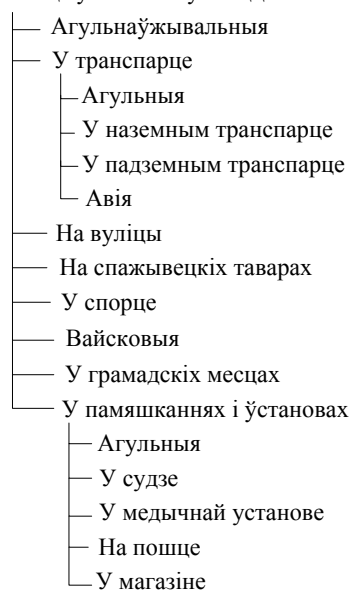 Агульнаўжывальныя
У транспарце
Агульныя
У наземным транспарце
У падземным транспарце
Авія
На вуліцы
На спажывецкіх таварах
У спорце
Вайсковыя
У грамадскіх месцах
У памяшканнях і ўстановах
Агульныя
У судзе
У медычнай установе
На пошце
У магазіне